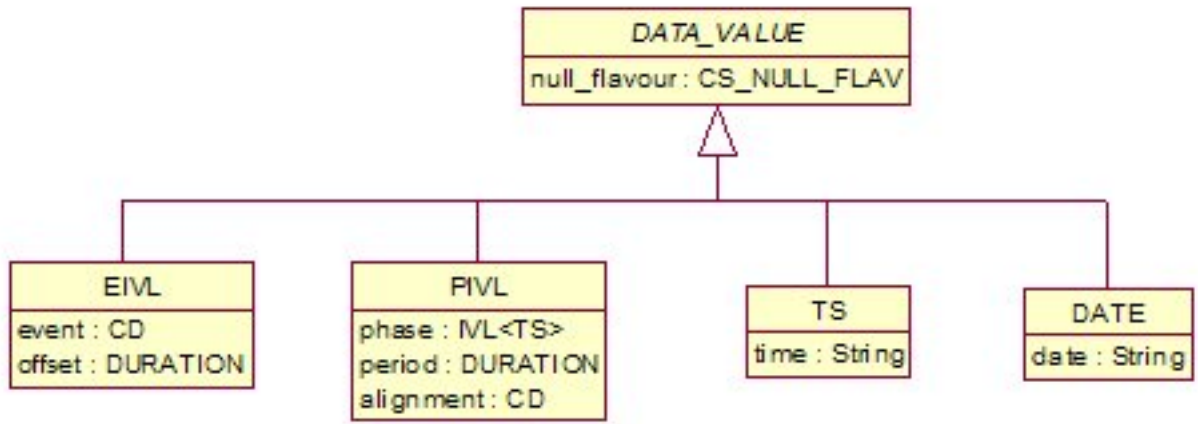 DATA_VALUE
null_flavour : CS_NULL_FLAV
EIVL
event : CD
offset : DURATION
PIVL
phase : IVL<TS>
period : DURATION
alignment : CD
TS
time : String
DATE
date : String